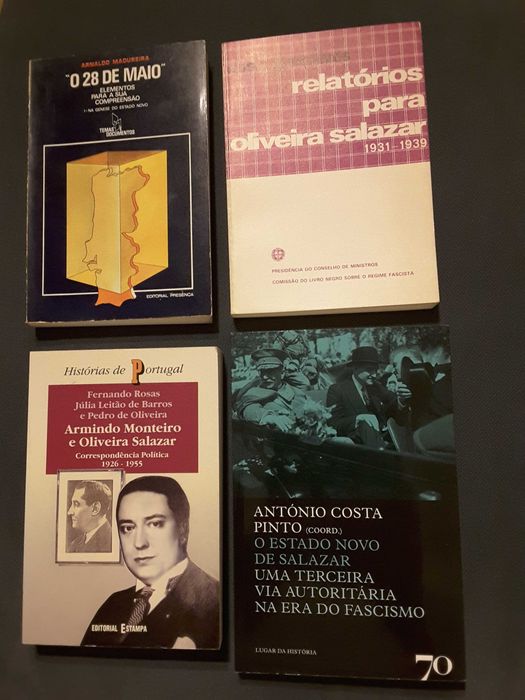 ARNALDO MADUREIRA
"O 28 DE MAIO"
ELEMENTOS
PARA A SUA
COMPREENSÃO
I - NA GÉNESE DO ESTADO NOVO
TEMAS
DOCUMENTOS
EDITORIAL PRESENÇA
relatórios
para
oliveira salazar
1931-1939
PRESIDÊNCIA DO CONSELHO DE MINISTROS
COMISSÃO DO LIVRO NEGRO SOBRE O REGIME FASCISTA
Histórias de Portugal
Fernando Rosas
Júlia Leitão de Barros
e Pedro de Oliveira
Armindo Monteiro
e Oliveira Salazar
Correspondência Política
1926 - 1955
EDITORIAL ESTAMPA
ANTÓNIO COSTA
PINTO (COORD.)
O ESTADO NOVO
DE SALAZAR
UMA TERCEIRA
VIA AUTORITÁRIA
NA ERA DO FASCISMO
LUGAR DA HISTÓRIA
70